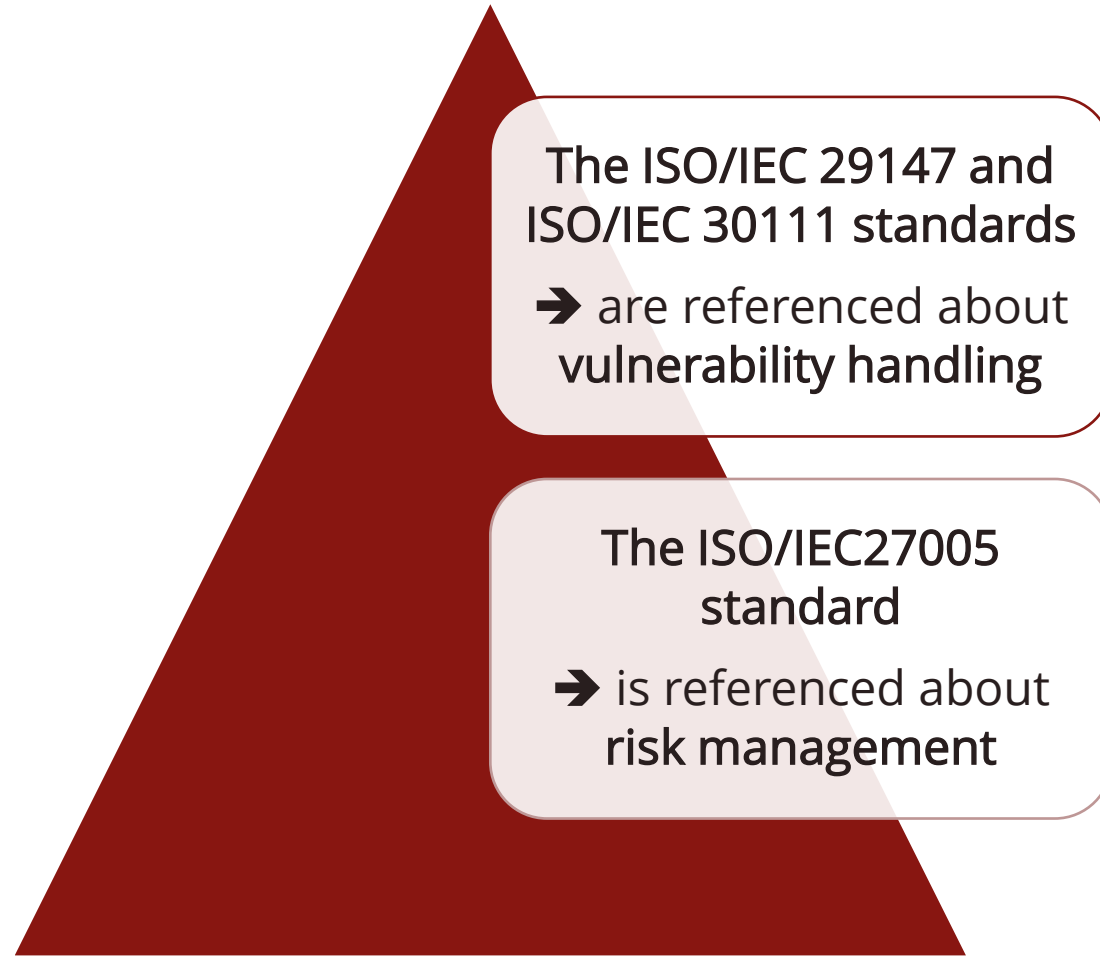 The ISO/IEC 29147 and
ISO/IEC 30111 standards
🡺 are referenced about
vulnerability handling
The ISO/IEC27005
standard
🡺 is referenced about
risk management